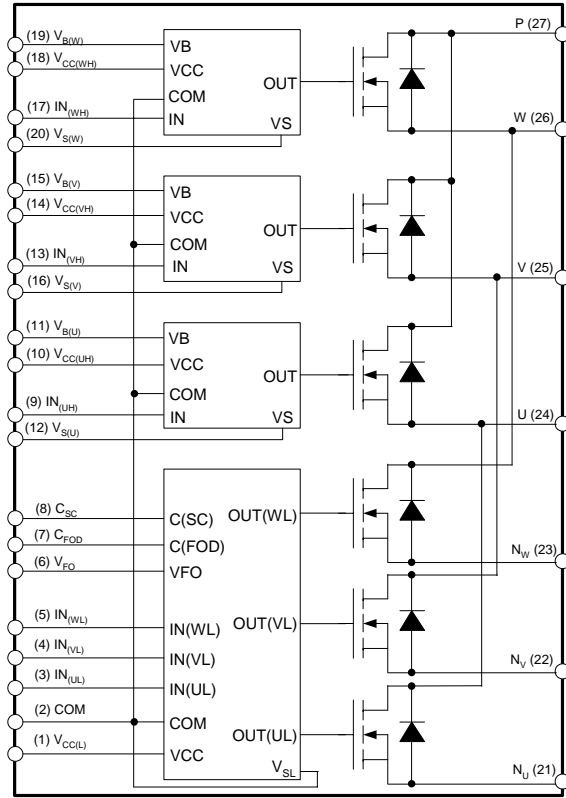 P (27)
(19) VB(W)
VB
(18) VCC(WH)
VCC
OUT
COM
(17) IN(WH)
IN
W (26)
VS
(20) VS(W)
(15) VB(V)
VB
(14) VCC(VH)
VCC
OUT
COM
(13) IN(VH)
IN
VS
V (25)
(16) VS(V)
(11) VB(U)
VB
(10) VCC(UH)
VCC
OUT
COM
(9) IN(UH)
IN
VS
U (24)
(12) VS(U)
(8) CSC
C(SC)
OUT(WL)
(7) CFOD
C(FOD)
NW (23)
(6) VFO
VFO
(5) IN(WL)
IN(WL)
OUT(VL)
(4) IN(VL)
IN(VL)
NV (22)
(3) IN(UL)
IN(UL)
(2) COM
COM
OUT(UL)
(1) VCC(L)
VCC
VSL
NU (21)